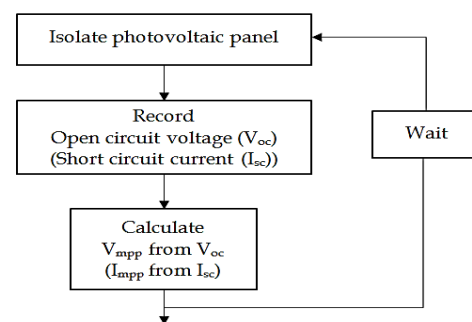 Isolate photovoltaic panel
Record
Open circuit voltage (Voc)
(Short circuit current (Isc))
Wait
Calculate
Vmpp from Voc
(Impp from Isc)